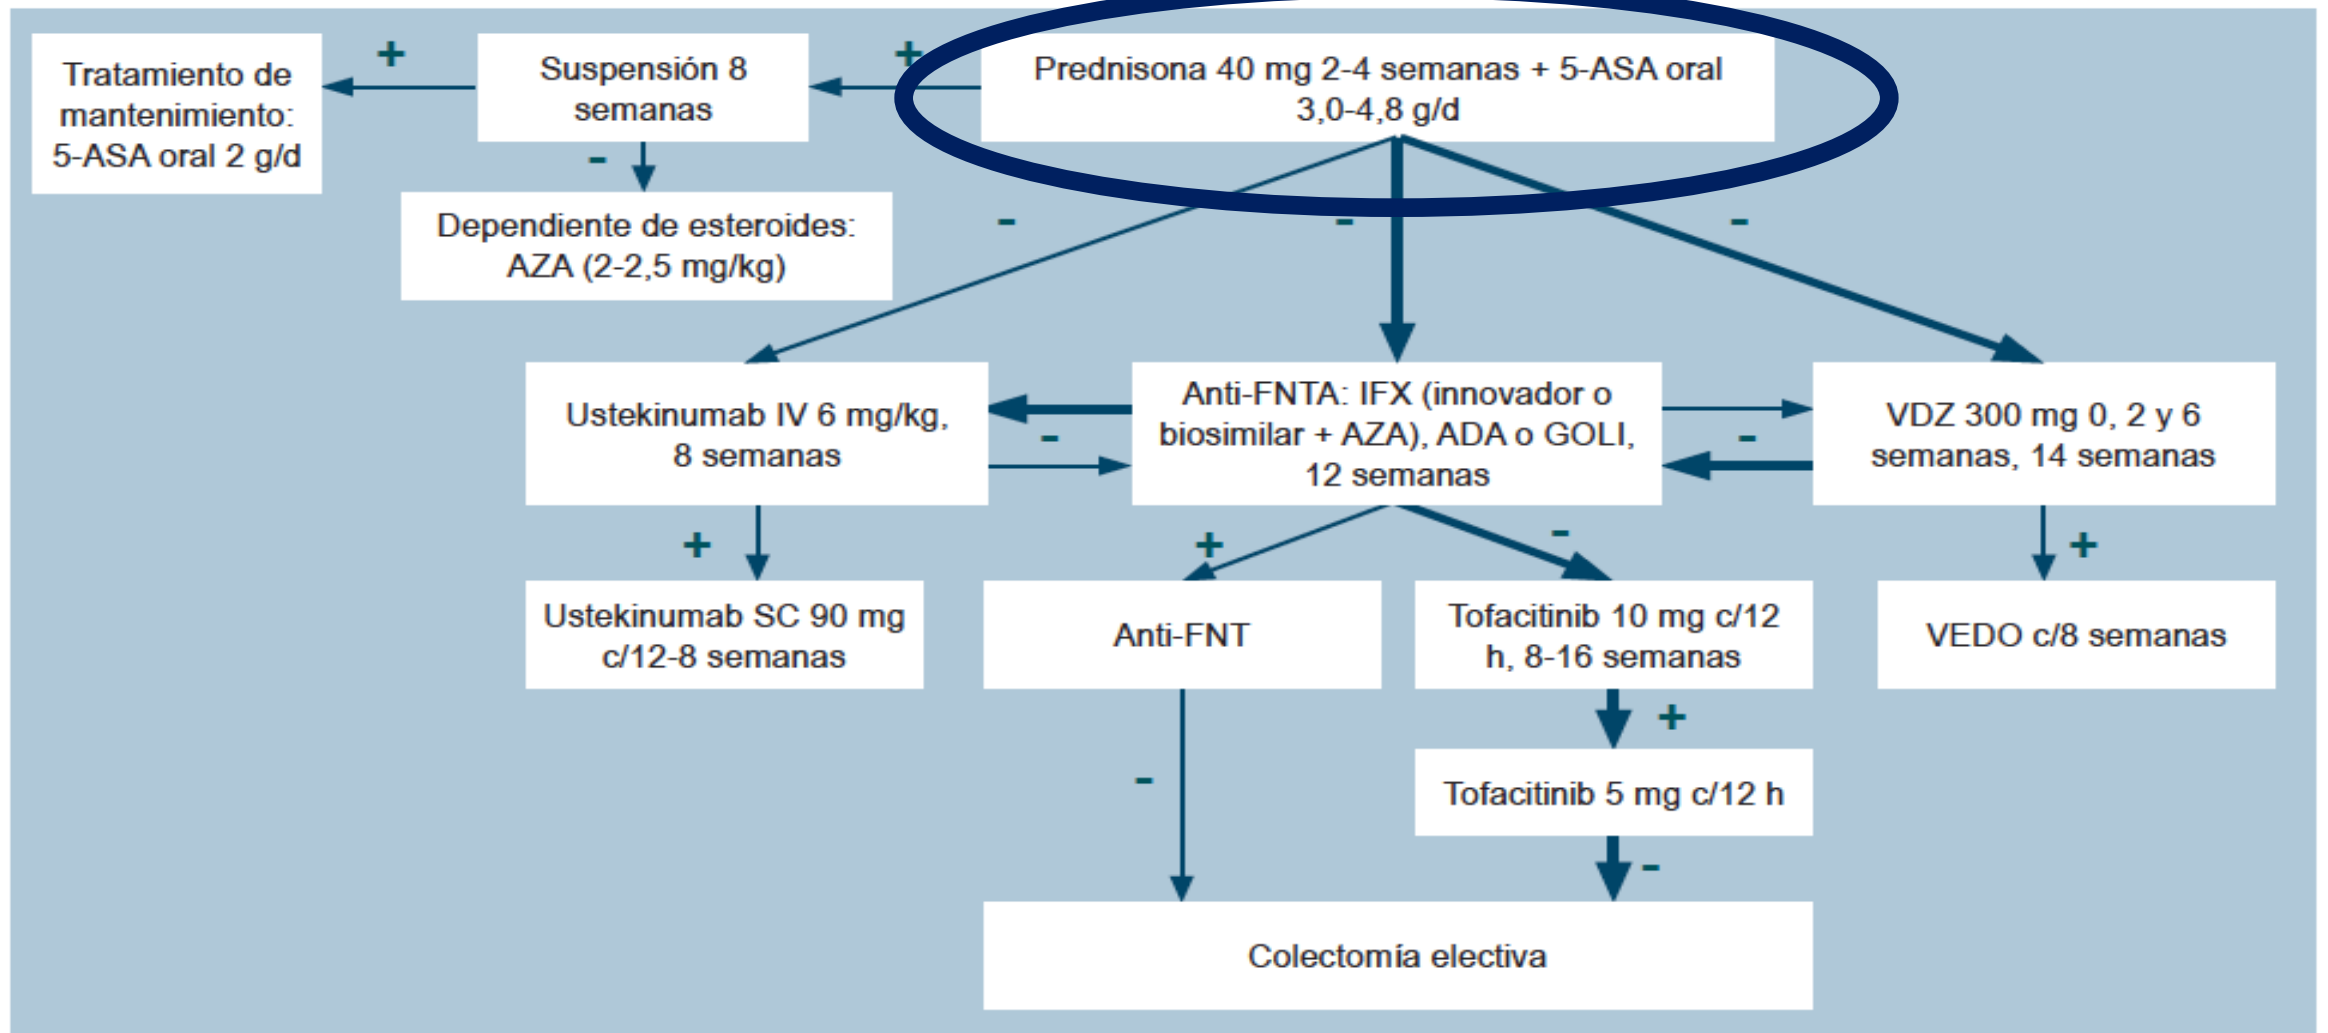 Tratamiento de
mantenimiento:
5-ASA oral 2 g/d
+
Suspensión 8
semanas
+
Prednisona 40 mg 2-4 semanas + 5-ASA oral
3,0-4,8 g/d
-
Dependiente de esteroides:
AZA (2-2,5 mg/kg)
-
-
-
Ustekinumab IV 6 mg/kg,
8 semanas
-
Anti-FNTA: IFX (innovador o
biosimilar + AZA), ADA o GOLI,
12 semanas
-
VDZ 300 mg 0, 2 y 6
semanas, 14 semanas
+
+
-
+
Ustekinumab SC 90 mg
c/12-8 semanas
Anti-FNT
Tofacitinib 10 mg c/12
h, 8-16 semanas
VEDO c/8 semanas
+
-
Tofacitinib 5 mg c/12 h
-
Colectomía electiva